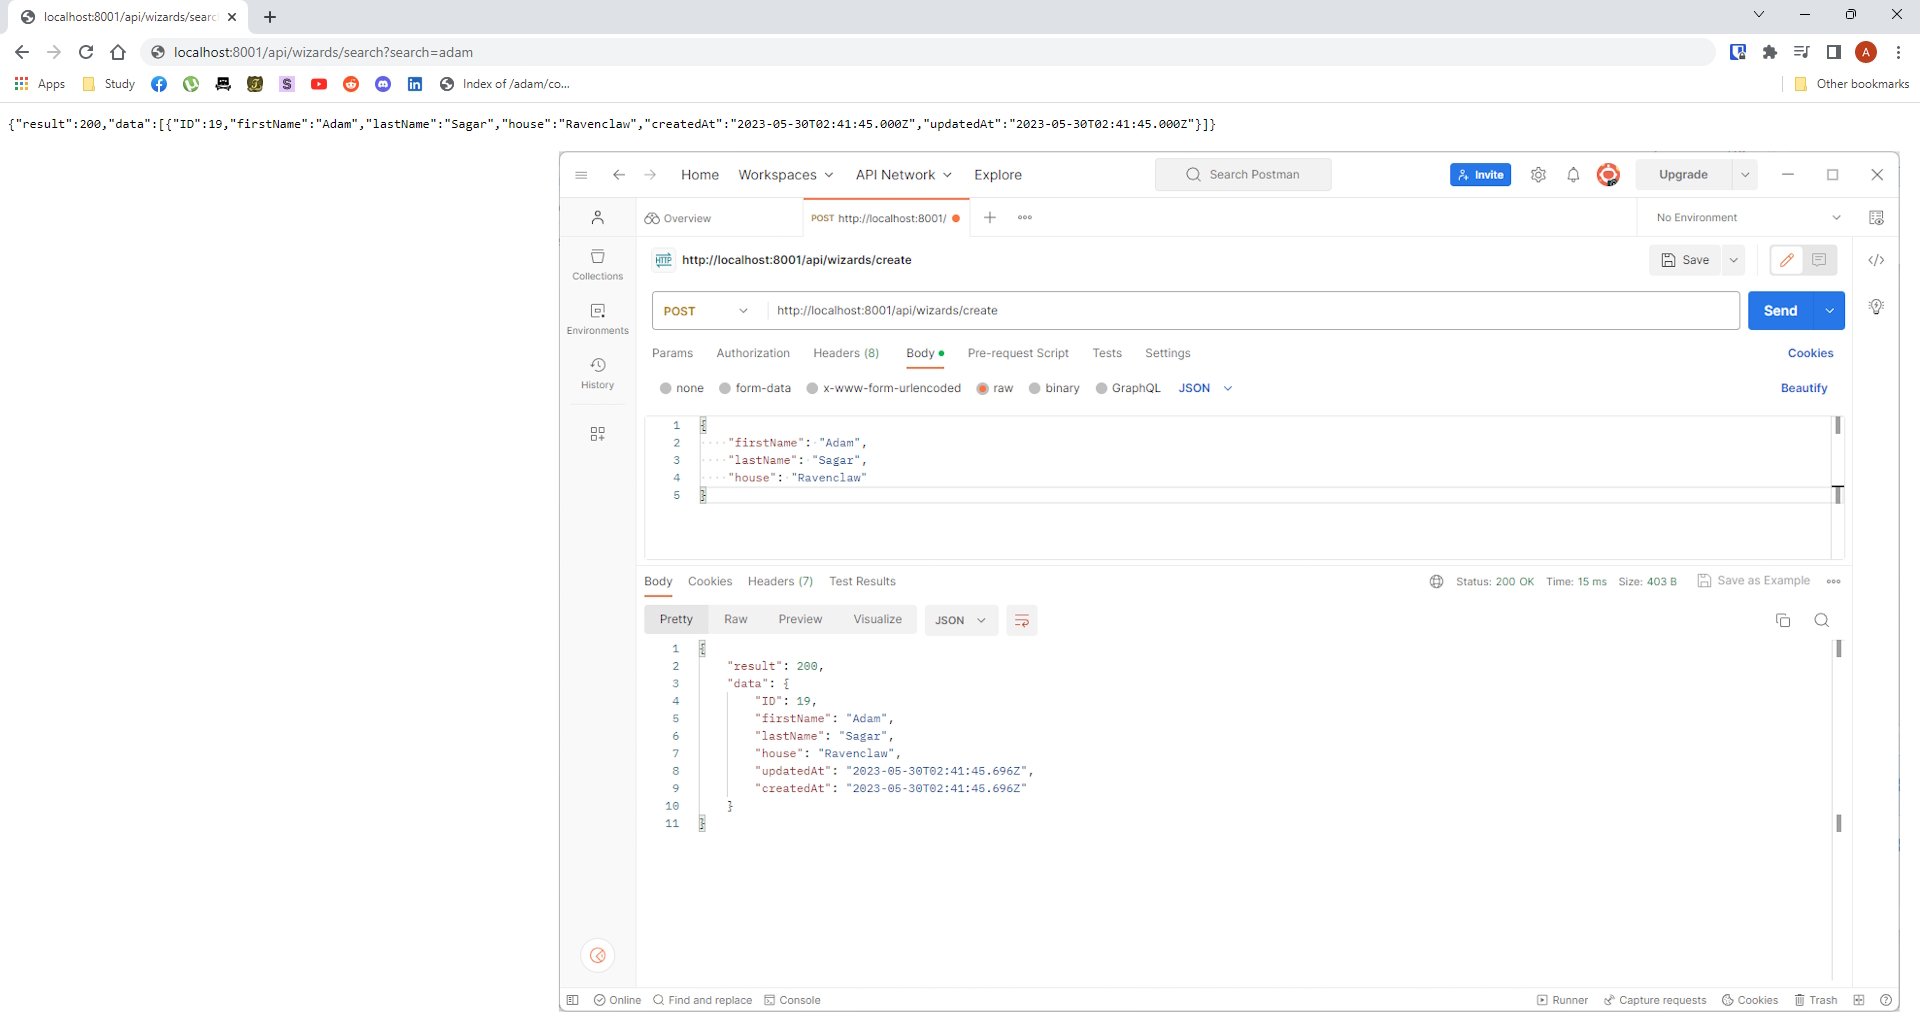 localhost:8001/api/wizards/searc
localhost:8001/api/wizards/search?search=adam
A
Apps
Study
S
Index of /adam/co...
Other bookmarks
{"result":200,"data":[{"ID":19,"firstName":"Adam","lastName":"Sagar","house":"Ravenclaw","createdAt":"2023-05-30T02:41:45.000Z","updatedAt":"2023-05-30T02:41:45.000Z"}]}
Home Workspaces API Network Explore
Search Postman
Invite
Upgrade
Overview
POST http://localhost:8001/
No Environment
Collections
Environments
History
HTTP http://localhost:8001/api/wizards/create
Save
POST http://localhost:8001/api/wizards/create
Send
Params Authorization Headers (8) Body Pre-request Script Tests Settings
Cookies
none form-data x-www-form-urlencoded raw binary GraphQL JSON
Beautify
1 {
2 "firstName": "Adam",
3 "lastName": "Sagar",
4 "house": "Ravenclaw"
5 }
Body Cookies Headers (7) Test Results
Status: 200 OK Time: 15 ms Size: 403 B
Save as Example
Pretty Raw Preview Visualize JSON
1 {
2 "result": 200,
3 "data": {
4 "ID": 19,
5 "firstName": "Adam",
6 "lastName": "Sagar",
7 "house": "Ravenclaw",
8 "updatedAt": "2023-05-30T02:41:45.696Z",
9 "createdAt": "2023-05-30T02:41:45.696Z"
10 }
11 }
Online Find and replace Console
Runner Capture requests Cookies Trash